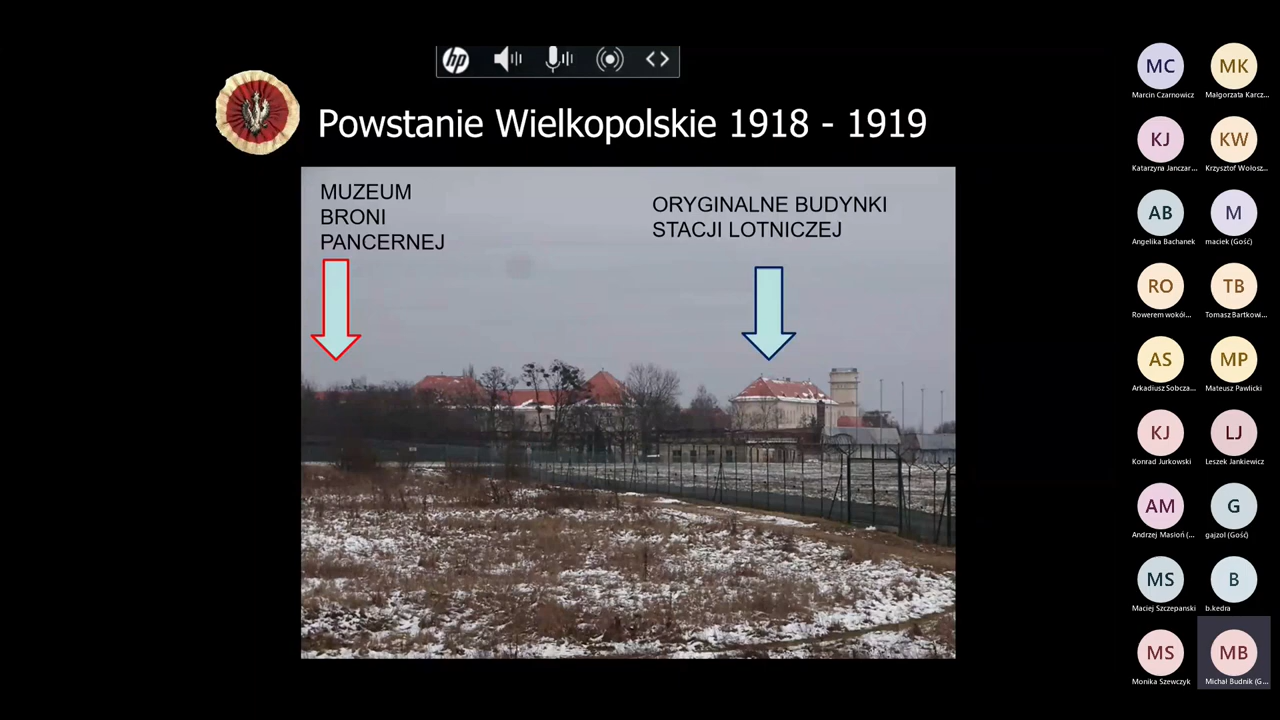 hp
Powstanie Wielkopolskie 1918 - 1919
MUZEUM
BRONI
PANCERNEJ
ORYGINALNE BUDYNKI
STACJI LOTNICZEJ
MC
Marcin Czarnowicz
MK
Małgorzata Karcz...
KJ
Katarzyna Janczar...
KW
Krzysztof Wołosz...
AB
Angelika Bachanek
M
maciek (Gość)
RO
Rowerem wokół...
TB
Tomasz Bartkowi...
AS
Arkadiusz Sobcza...
MP
Mateusz Pawlicki
KJ
Konrad Jurkowski
LJ
Leszek Jankiewicz
AM
Andrzej Masłoń (...
G
gajzol (Gość)
MS
Maciej Szczepanski
B
b.kedra
MS
Monika Szewczyk
MB
Michał Budnik (G...